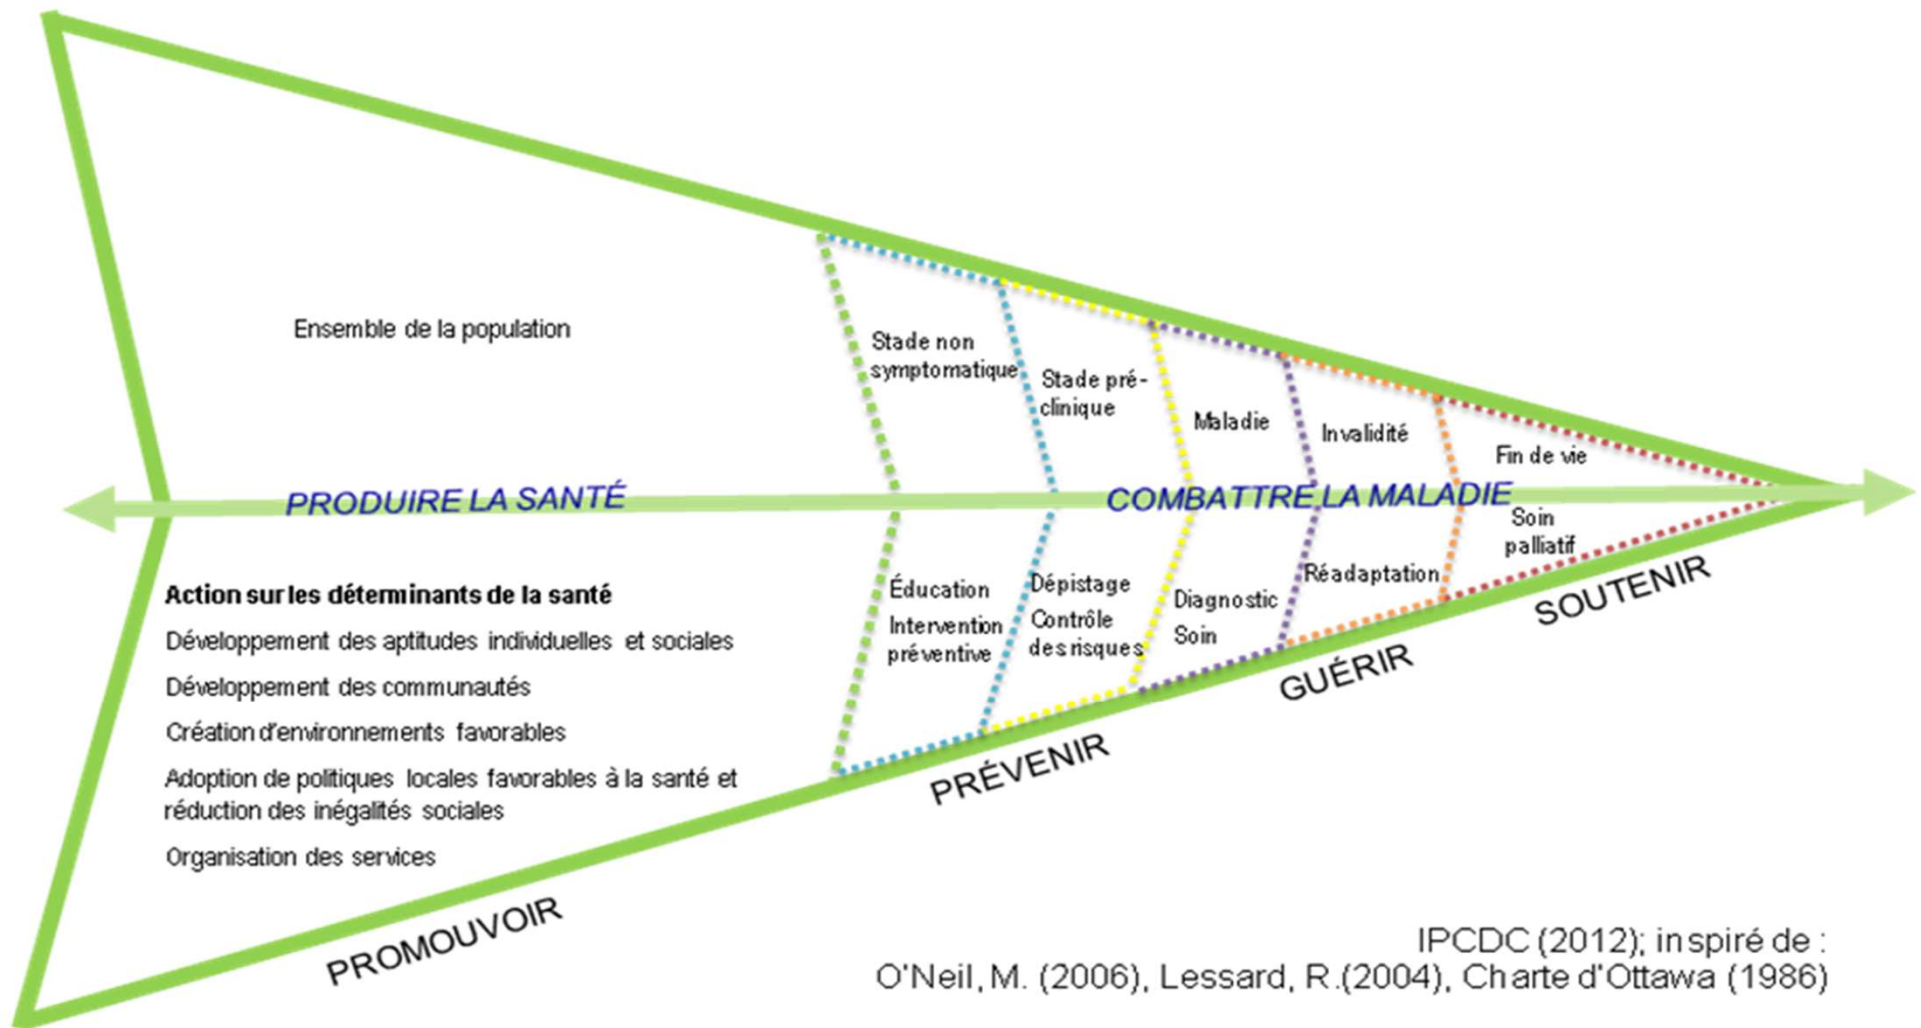 Ensemble de la population
Stade non
symptomatique
Stade pré-
clinique
Maladie
Invalidité
Fin de vie
PRODUIRE LA SANTÉ
COMBATTRE LA MALADIE
Action sur les déterminants de la santé
Développement des aptitudes individuelles et sociales
Développement des communautés
Création d'environnements favorables
Adoption de politiques locales favorables à la santé et
réduction des inégalités sociales
Organisation des services
Éducation
Intervention
préventive
Dépistage
Contrôle
des risques
Diagnostic
Soin
Réadaptation
Soin
palliatif
PROMOUVOIR
PRÉVENIR
GUÉRIR
SOUTENIR
IPCDC (2012); inspiré de :
O'Neil, M. (2006), Lessard, R.(2004), Charte d'Ottawa (1986)